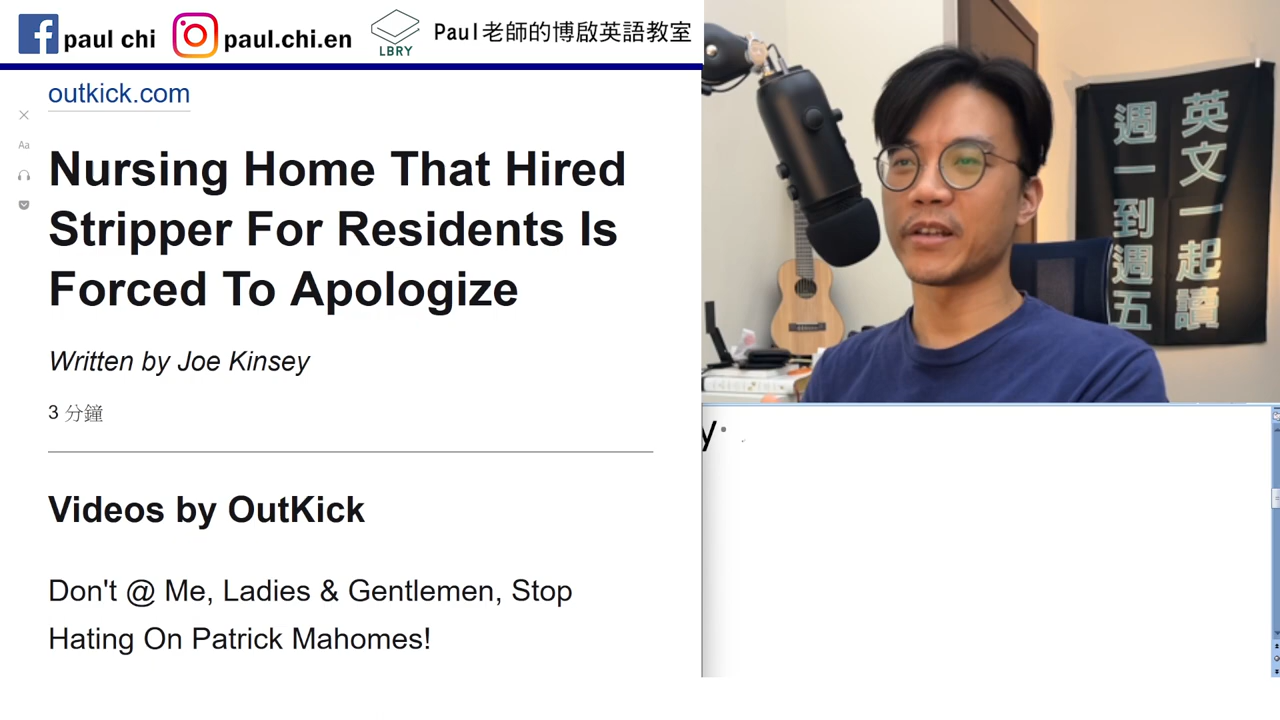 paul chi
paul.chi.en
LBRY
Paul老師的博啟英語教室
outkick.com
Aa
Nursing Home That Hired
Stripper For Residents Is
Forced To Apologize
Written by Joe Kinsey
3 分鐘
Videos by OutKick
Don't @ Me, Ladies & Gentlemen, Stop
Hating On Patrick Mahomes!
英文一起讀
週一到週五
y